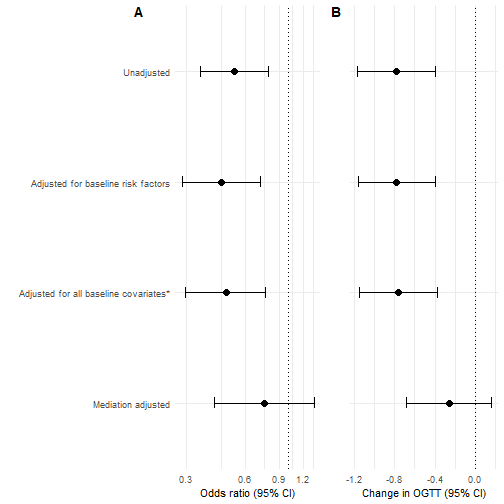 A B
Unadjusted
Adjusted for baseline risk factors
Adjusted for all baseline covariates*
Mediation adjusted
0.3 0.6 0.9 1.2 -1.2 -0.8 -0.4 0.0
Odds ratio (95% CI) Change in OGTT (95% CI)